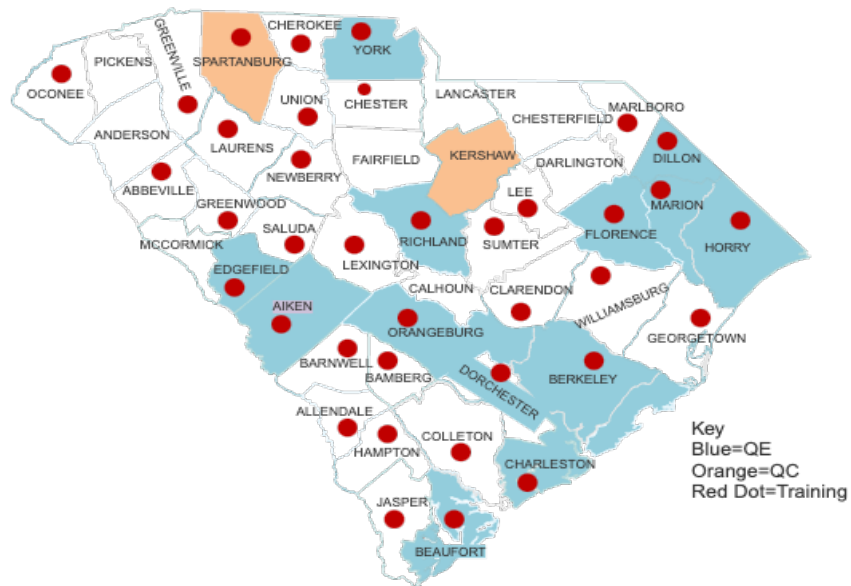 GREENVILLE
CHEROKEE
YORK
PICKENS
SPARTANBURG
OCONEE
UNION
CHESTER
LANCASTER
MARLBORO
CHESTERFIELD
ANDERSON
LAURENS
FAIRFIELD
KERSHAW
DARLINGTON
DILLON
NEWBERRY
ABBEVILLE
LEE
MARION
GREENWOOD
SALUDA
RICHLAND
SUMTER
FLORENCE
HORRY
MCCORMICK
LEXINGTON
EDGEFIELD
CALHOUN
CLARENDON
WILLIAMSBURG
AIKEN
ORANGEBURG
GEORGETOWN
BARNWELL
BAMBERG
DORCHESTER
BERKELEY
ALLENDALE
HAMPTON
COLLETON
CHARLESTON
JASPER
BEAUFORT
Key
Blue=QE
Orange=QC
Red Dot=Training